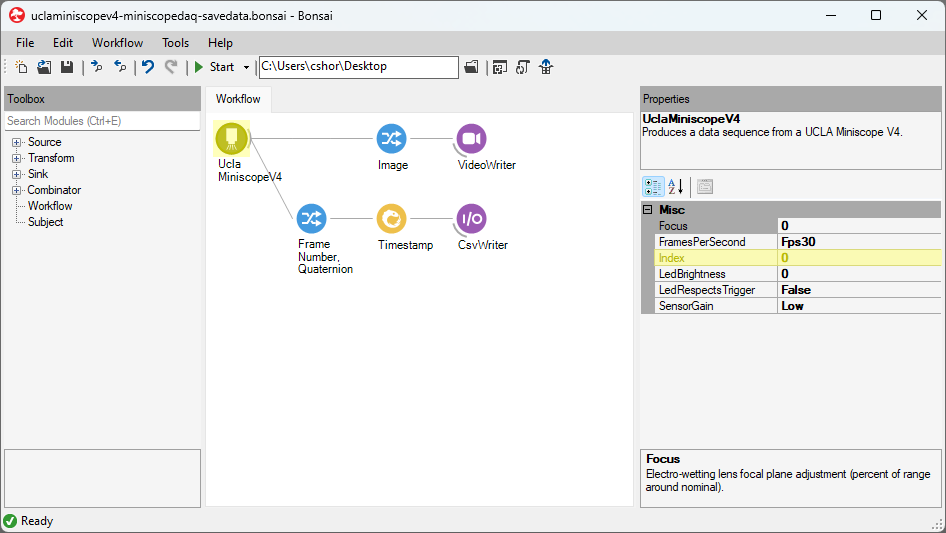 uclaminiscopev4-miniscopedaq-savedata.bonsai - Bonsai
File Edit Workflow Tools Help
Start C:\Users\cshor\Desktop
Toolbox
Search Modules (Ctrl+E)
Source
Transform
Sink
Combinator
Workflow
Subject
Workflow
Ucla
MiniscopeV4
Image
VideoWriter
Frame
Number,
Quaternion
Timestamp
I/O
CsvWriter
Properties
UclaMiniscopeV4
Produces a data sequence from a UCLA Miniscope V4.
A
Z
Misc
Focus 0
FramesPerSecond Fps30
Index 0
LedBrightness 0
LedRespectsTrigger False
SensorGain Low
Focus
Electro-wetting lens focal plane adjustment (percent of range
around nominal).
Ready